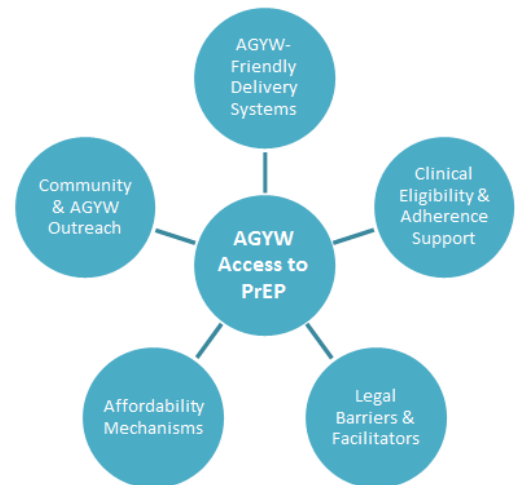 AGYW-
Friendly
Delivery
Systems
Community
& AGYW
Outreach
Clinical
Eligibility &
Adherence
Support
AGYW
Access to
PrEP
Affordability
Mechanisms
Legal
Barriers &
Facilitators